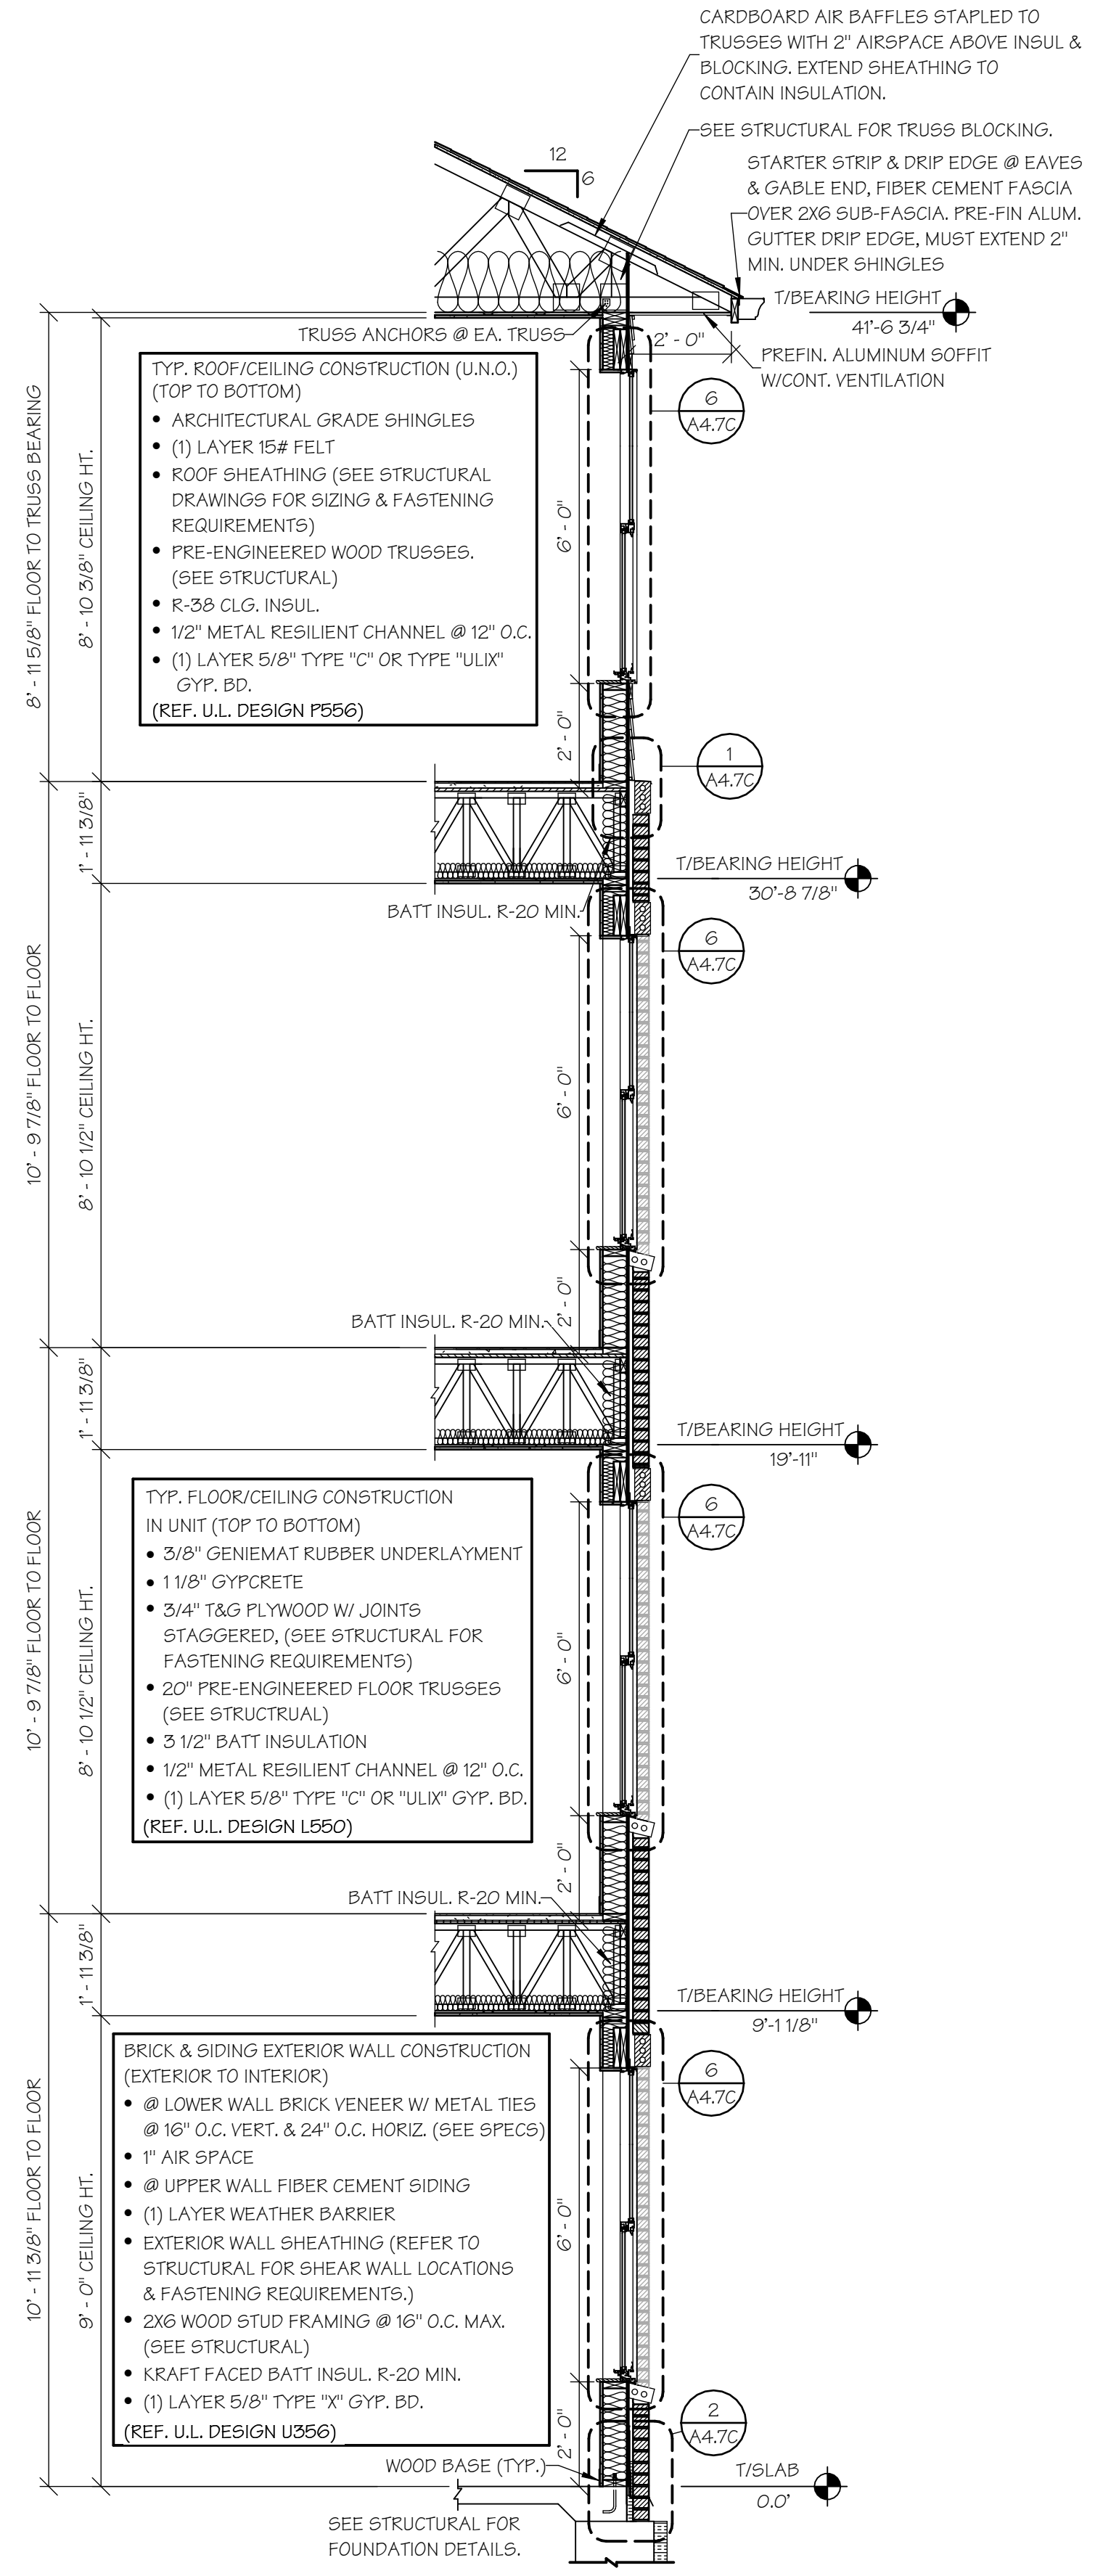 CARDBOARD AIR BAFFLES STAPLED TO
TRUSSES WITH 2" AIRSPACE ABOVE INSUL &
BLOCKING. EXTEND SHEATHING TO
CONTAIN INSULATION.
SEE STRUCTURAL FOR TRUSS BLOCKING.
12
6
STARTER STRIP & DRIP EDGE @ EAVES
& GABLE END, FIBER CEMENT FASCIA
OVER 2X6 SUB-FASCIA. PRE-FIN ALUM.
GUTTER DRIP EDGE, MUST EXTEND 2"
MIN. UNDER SHINGLES
T/BEARING HEIGHT
41'-6 3/4"
TRUSS ANCHORS @ EA. TRUSS
2' - 0"
PREFIN. ALUMINUM SOFFIT
W/CONT. VENTILATION
6
A4.7C
8' - 11 5/8" FLOOR TO TRUSS BEARING
8' - 10 3/8" CEILING HT.
TYP. ROOF/CEILING CONSTRUCTION (U.N.O.)
(TOP TO BOTTOM)
• ARCHITECTURAL GRADE SHINGLES
• (1) LAYER 15# FELT
• ROOF SHEATHING (SEE STRUCTURAL
DRAWINGS FOR SIZING & FASTENING
REQUIREMENTS)
• PRE-ENGINEERED WOOD TRUSSES.
(SEE STRUCTURAL)
• R-38 CLG. INSUL.
• 1/2" METAL RESILIENT CHANNEL @ 12" O.C.
• (1) LAYER 5/8" TYPE "C" OR TYPE "ULIX"
GYP. BD.
(REF. U.L. DESIGN P556)
6' - 0"
2' - 0"
1
A4.7C
1' - 11 3/8"
T/BEARING HEIGHT
30'-8 7/8"
BATT INSUL. R-20 MIN.
6
A4.7C
10' - 9 7/8" FLOOR TO FLOOR
8' - 10 1/2" CEILING HT.
6' - 0"
2' - 0"
BATT INSUL. R-20 MIN.
1' - 11 3/8"
T/BEARING HEIGHT
19'-11"
6
A4.7C
10' - 9 7/8" FLOOR TO FLOOR
8' - 10 1/2" CEILING HT.
TYP. FLOOR/CEILING CONSTRUCTION
IN UNIT (TOP TO BOTTOM)
• 3/8" GENIEMAT RUBBER UNDERLAYMENT
• 1 1/8" GYPCRETE
• 3/4" T&G PLYWOOD W/ JOINTS
STAGGERED, (SEE STRUCTURAL FOR
FASTENING REQUIREMENTS)
• 20" PRE-ENGINEERED FLOOR TRUSSES
(SEE STRUCTRUAL)
• 3 1/2" BATT INSULATION
• 1/2" METAL RESILIENT CHANNEL @ 12" O.C.
• (1) LAYER 5/8" TYPE "C" OR "ULIX" GYP. BD.
(REF. U.L. DESIGN L550)
6' - 0"
2' - 0"
BATT INSUL. R-20 MIN.
1' - 11 3/8"
T/BEARING HEIGHT
9'-1 1/8"
6
A4.7C
10' - 11 3/8" FLOOR TO FLOOR
9' - 0" CEILING HT.
BRICK & SIDING EXTERIOR WALL CONSTRUCTION
(EXTERIOR TO INTERIOR)
• @ LOWER WALL BRICK VENEER W/ METAL TIES
@ 16" O.C. VERT. & 24" O.C. HORIZ. (SEE SPECS)
• 1" AIR SPACE
• @ UPPER WALL FIBER CEMENT SIDING
• (1) LAYER WEATHER BARRIER
• EXTERIOR WALL SHEATHING (REFER TO
STRUCTURAL FOR SHEAR WALL LOCATIONS
& FASTENING REQUIREMENTS.)
• 2X6 WOOD STUD FRAMING @ 16" O.C. MAX.
(SEE STRUCTURAL)
• KRAFT FACED BATT INSUL. R-20 MIN.
• (1) LAYER 5/8" TYPE "X" GYP. BD.
(REF. U.L. DESIGN U356)
6' - 0"
2' - 0"
2
A4.7C
WOOD BASE (TYP.)
T/SLAB
0.0'
SEE STRUCTURAL FOR
FOUNDATION DETAILS.